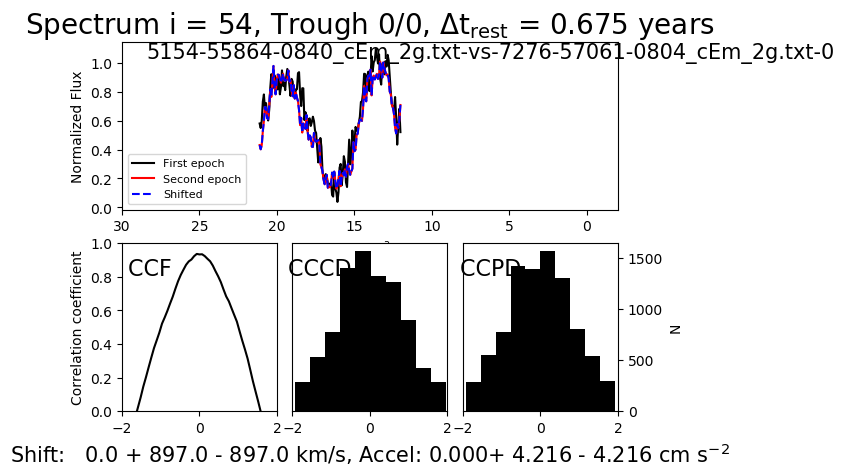 Spectrum i = 54, Trough 0/0, Δt_rest = 0.675 years
5154-55864-0840_cEm_2g.txt-vs-7276-57061-0804_cEm_2g.txt-0
Normalized Flux
1.0
0.8
0.6
0.4
0.2
0.0
First epoch
Second epoch
Shifted
30 25 20 15 10 5 0
Correlation coefficient
1.0
0.8
0.6
0.4
0.2
0.0
CCF
CCCD
CCPD
1500
1000
500
0
N
−2 0 2
−2 0 2
−2 0 2
Shift: 0.0 + 897.0 - 897.0 km/s, Accel: 0.000+ 4.216 - 4.216 cm s⁻²